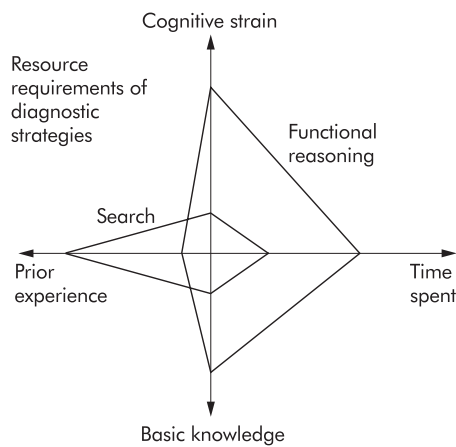 Cognitive strain
Resource
requirements of
diagnostic
strategies
Functional
reasoning
Search
Prior
experience
Time
spent
Basic knowledge